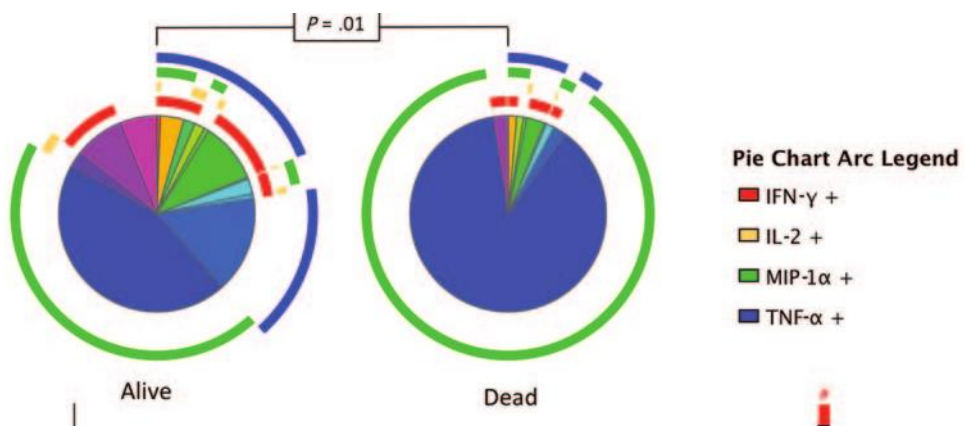 P = .01
Pie Chart Arc Legend
IFN-γ +
IL-2 +
MIP-1α +
TNF-α +
Alive
Dead